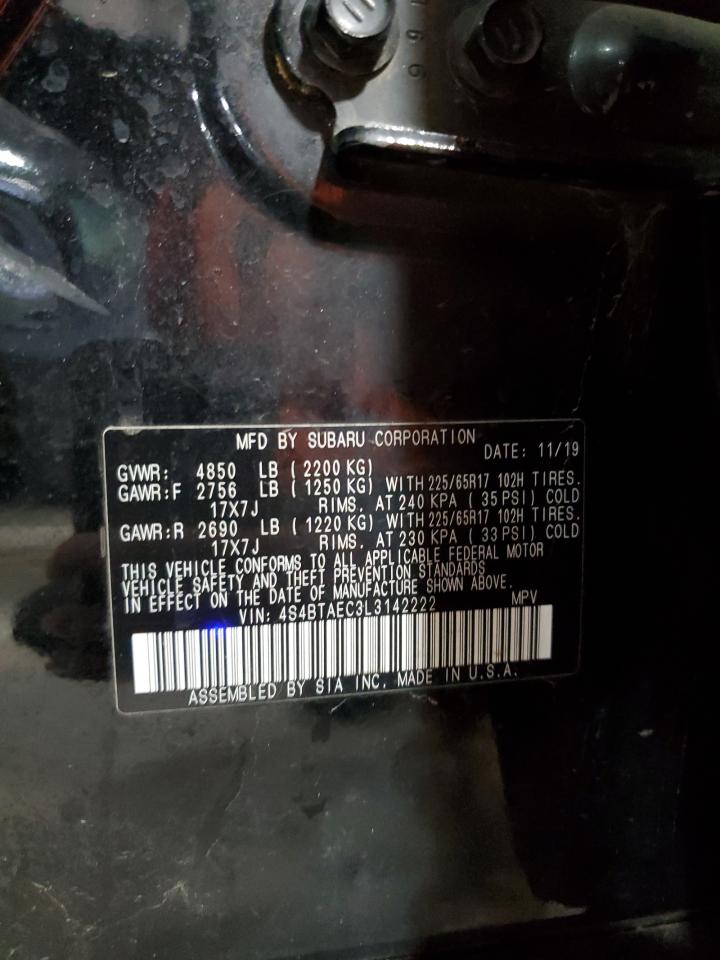 MFD BY SUBARU CORPORATION
DATE: 11/19
GVWR: 4850 LB ( 2200 KG)
GAWR:F 2756 LB ( 1250 KG) WITH 225/65R17 102H TIRES.
17X7J RIMS. AT 240 KPA ( 35 PSI) COLD
GAWR:R 2690 LB ( 1220 KG) WITH 225/65R17 102H TIRES.
17X7J RIMS. AT 230 KPA ( 33 PSI) COLD
THIS VEHICLE CONFORMS TO ALL APPLICABLE FEDERAL MOTOR
VEHICLE SAFETY AND THEFT PREVENTION STANDARDS
IN EFFECT ON THE DATE OF MANUFACTURE SHOWN ABOVE.
VIN: 4S4BTAEC3L3142222 MPV
ASSEMBLED BY SIA INC. MADE IN U.S.A.